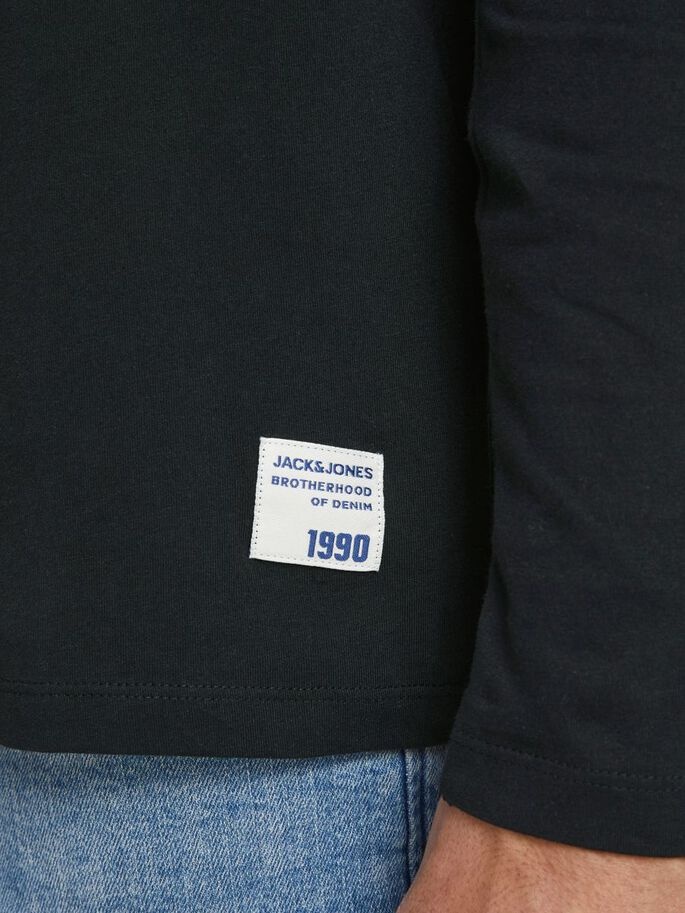 JACK&JONES
BROTHERHOOD
OF DENIM
1990